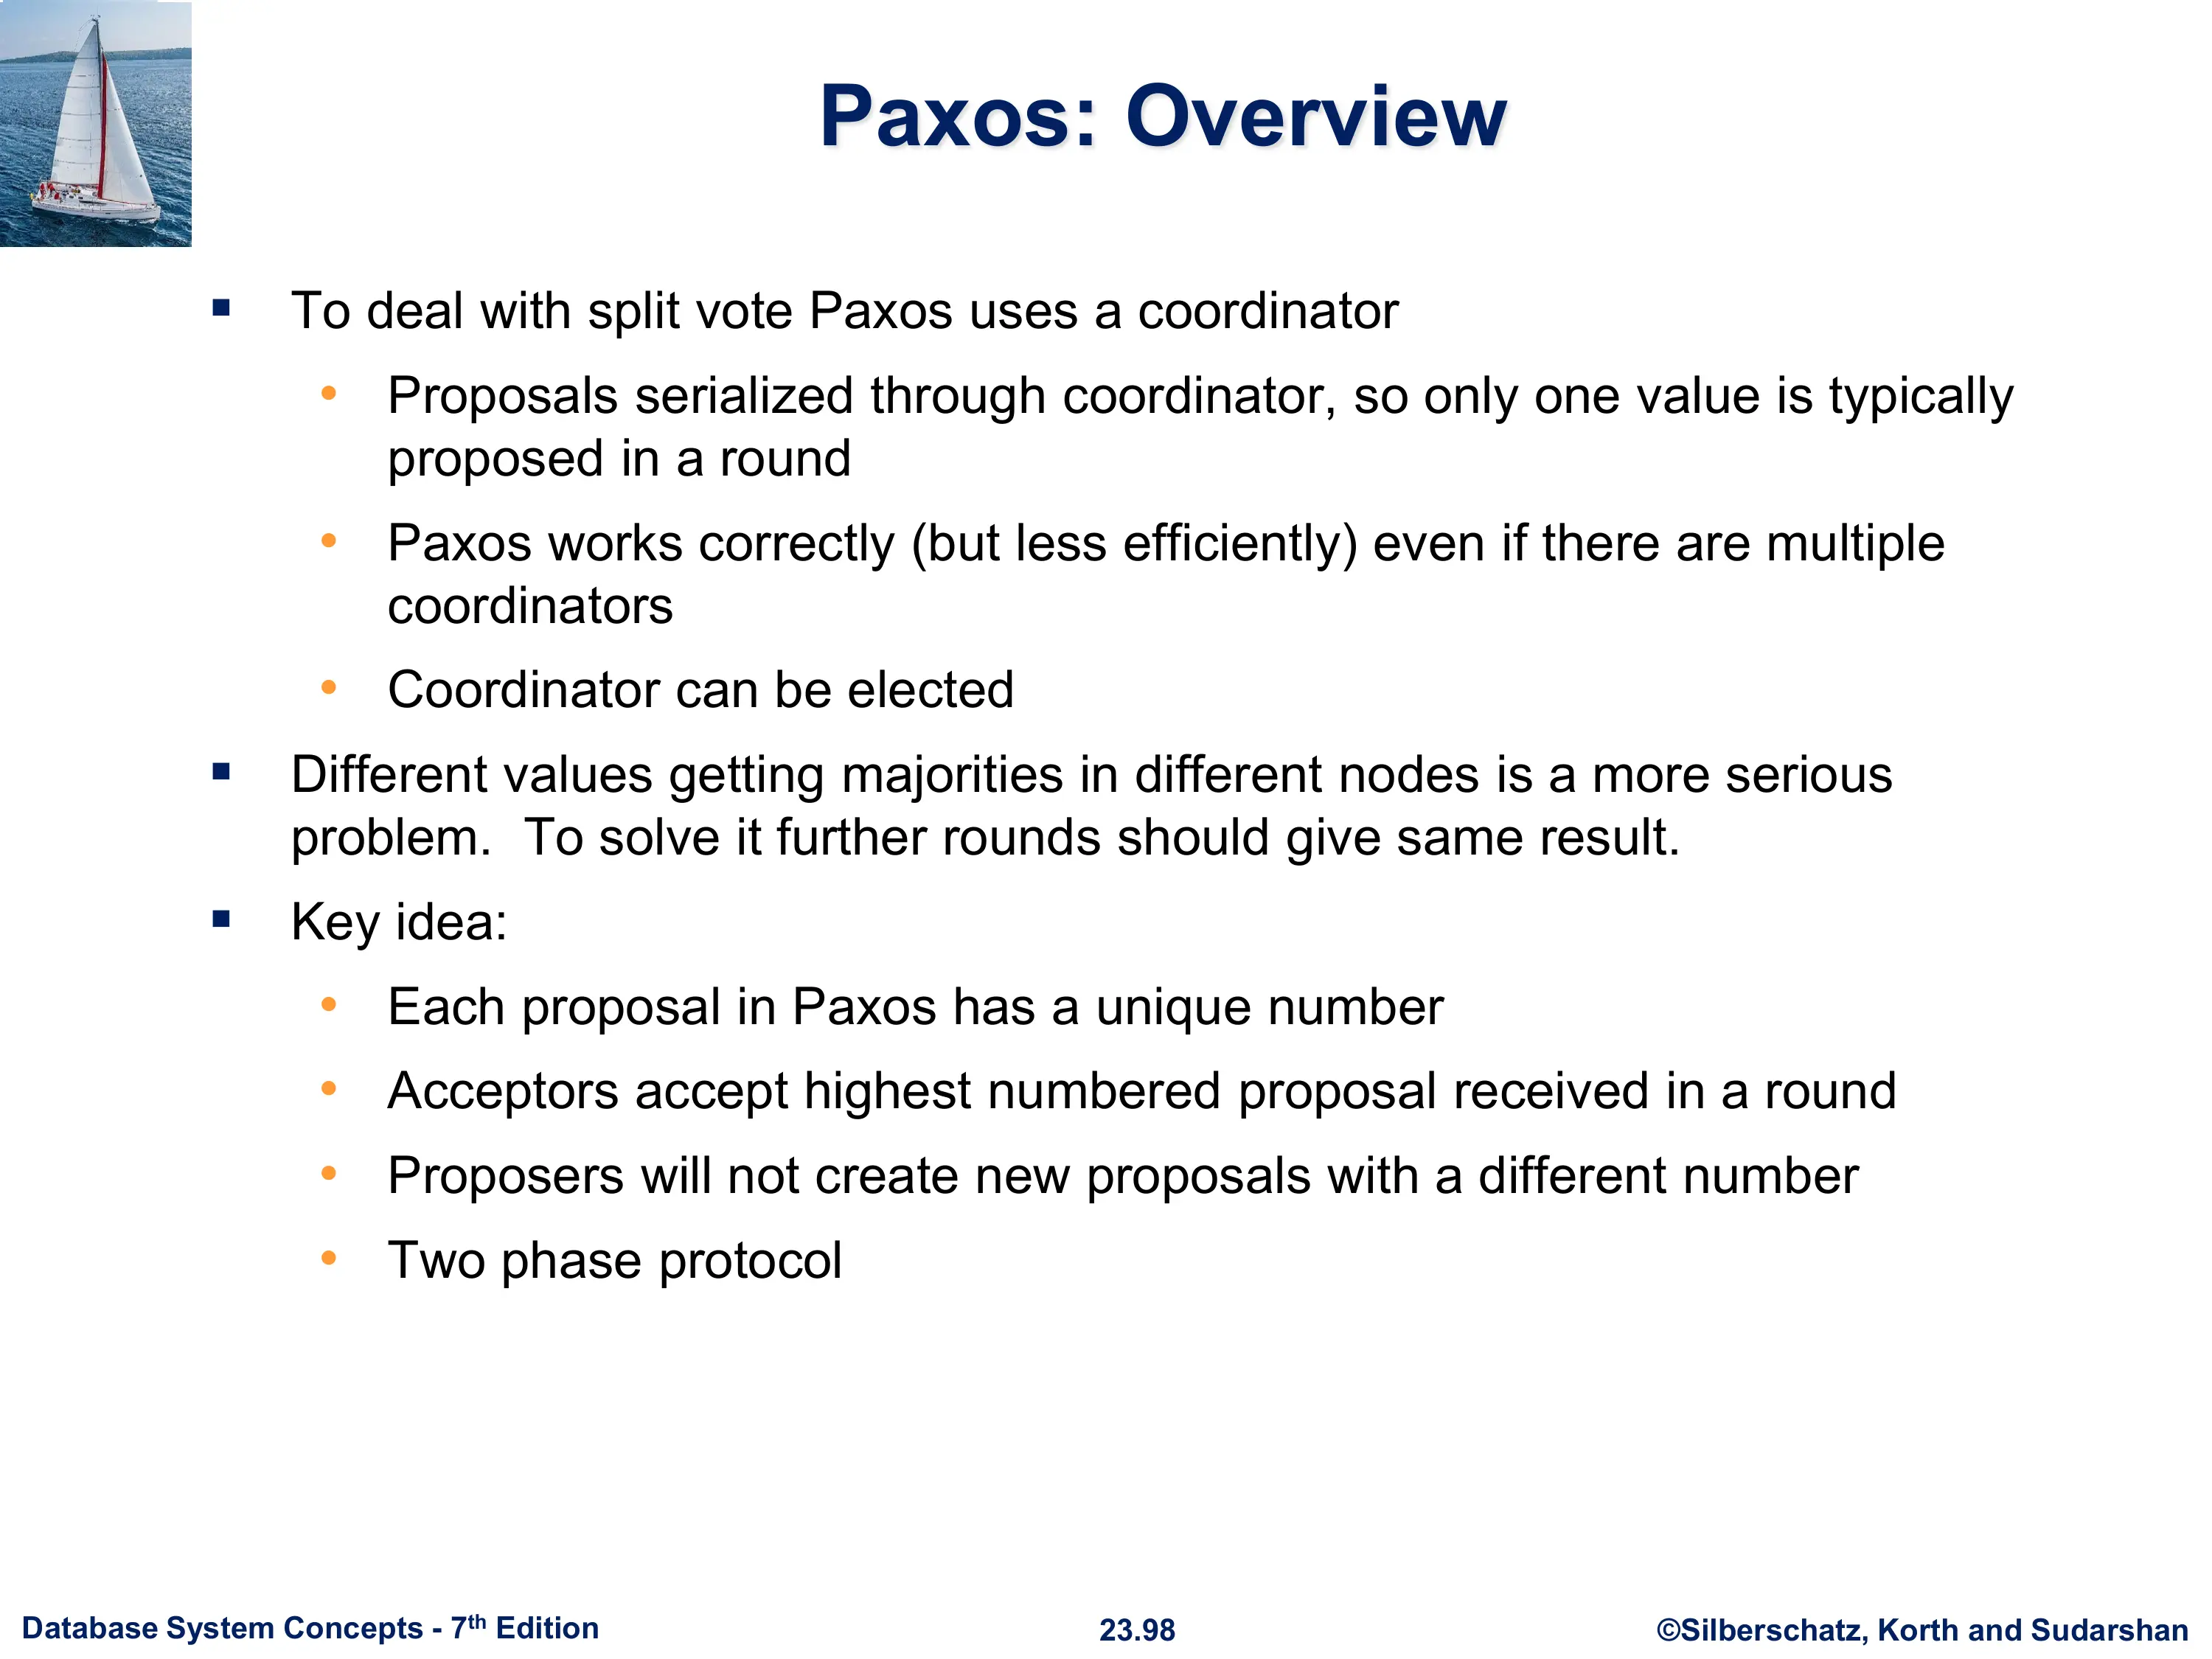 Paxos: Overview
▪ To deal with split vote Paxos uses a coordinator
• Proposals serialized through coordinator, so only one value is typically
proposed in a round
• Paxos works correctly (but less efficiently) even if there are multiple
coordinators
• Coordinator can be elected
▪ Different values getting majorities in different nodes is a more serious
problem.  To solve it further rounds should give same result.
▪ Key idea:
• Each proposal in Paxos has a unique number
• Acceptors accept highest numbered proposal received in a round
• Proposers will not create new proposals with a different number
• Two phase protocol
Database System Concepts - 7th Edition
23.98
©Silberschatz, Korth and Sudarshan